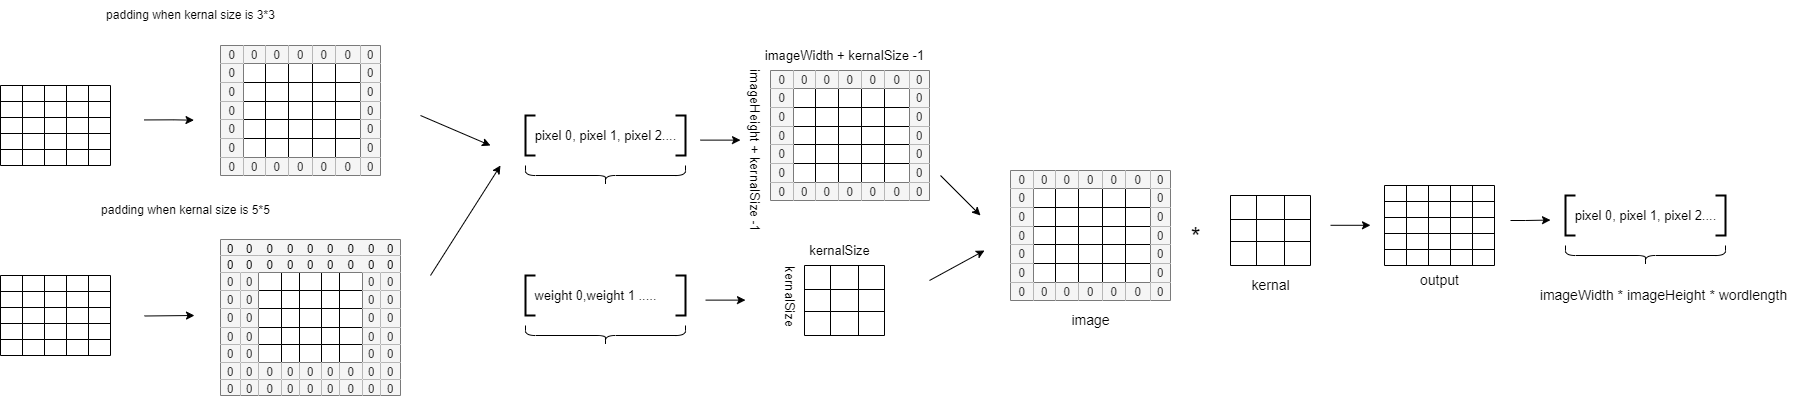 padding when kernal size is 3*3
0 0 0 0 0 0 0
0 0
0 0
0 0
0 0
0 0
0 0 0 0 0 0 0
padding when kernal size is 5*5
0 0 0 0 0 0 0 0 0
0 0 0 0 0 0 0 0 0
0 0 0 0
0 0 0 0
0 0 0 0
0 0 0 0
0 0 0 0
0 0 0 0 0 0 0 0 0
0 0 0 0 0 0 0 0 0
pixel 0, pixel 1, pixel 2....
weight 0,weight 1 .....
imageWidth + kernalSize -1
imageHeight + kernalSize -1
0 0 0 0 0 0 0
0 0
0 0
0 0
0 0
0 0
0 0 0 0 0 0 0
kernalSize
kernalSize
0 0 0 0 0 0 0
0 0
0 0
0 0
0 0
0 0
0 0 0 0 0 0 0
image
*
kernal
output
pixel 0, pixel 1, pixel 2....
imageWidth * imageHeight * wordlength